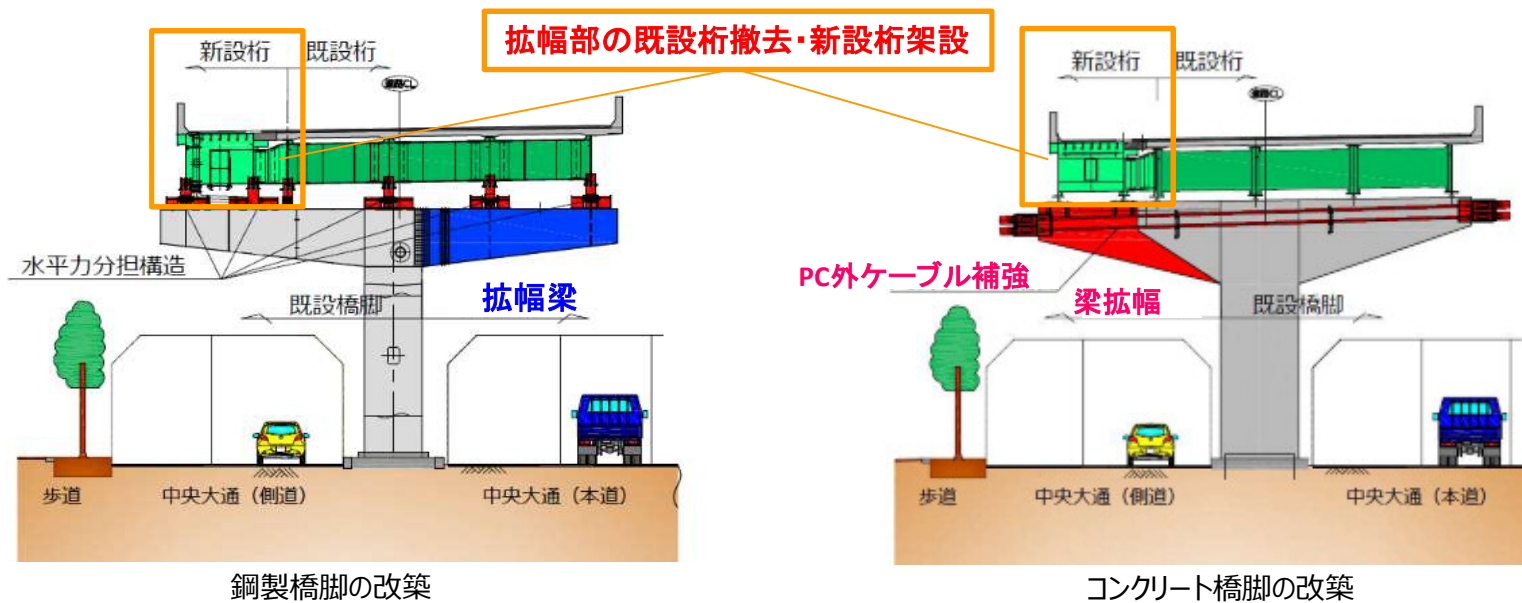 拡幅部の既設桁撤去・新設桁架設
新設桁
既設桁
水平力分担構造
既設橋脚
拡幅梁
歩道
中央大通（側道）
中央大通（本道）
鋼製橋脚の改築
新設桁
既設桁
PC外ケーブル補強
梁拡幅
既設橋脚
歩道
中央大通（側道）
中央大通（本道）
コンクリート橋脚の改築